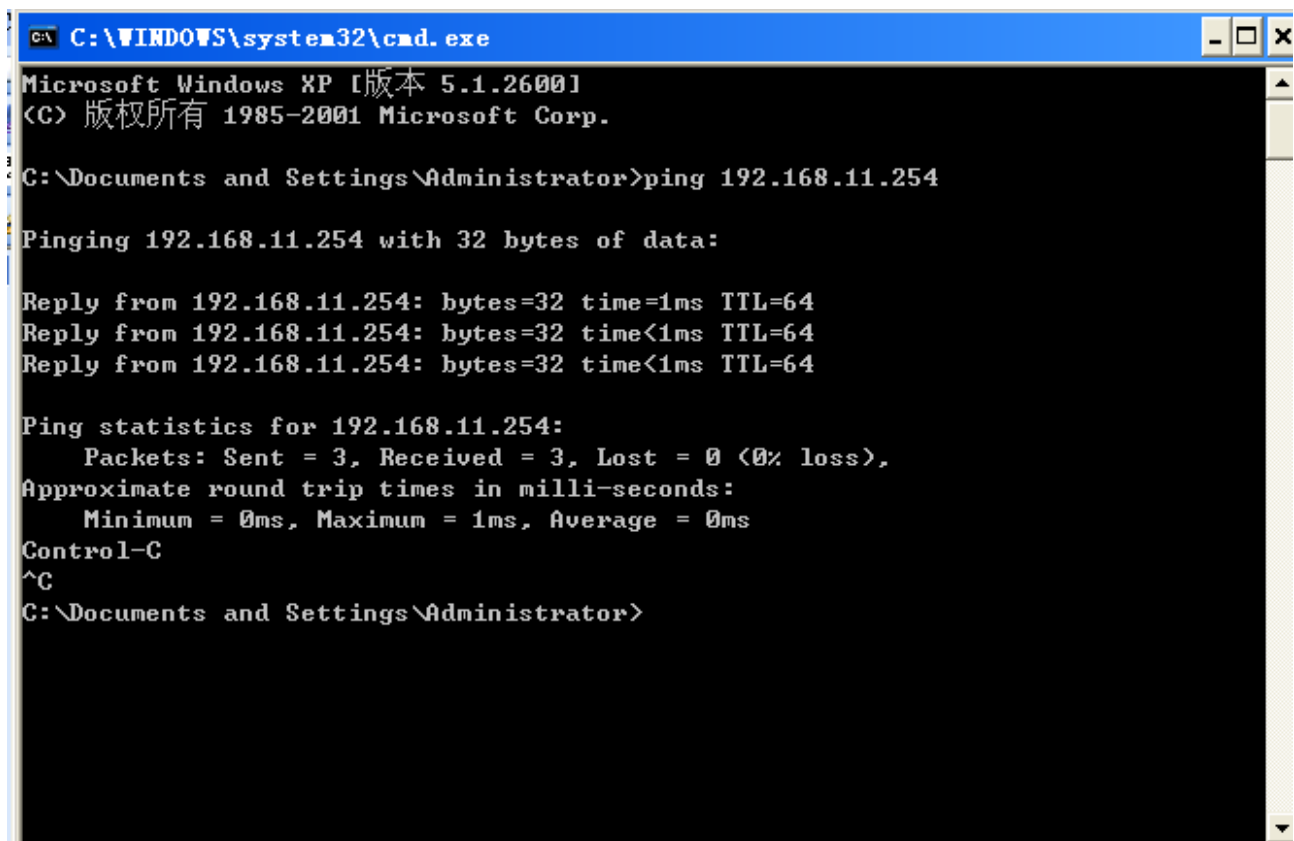 C:\WINDOWS\system32\cmd.exe
Microsoft Windows XP [版本 5.1.2600]
(C) 版权所有 1985-2001 Microsoft Corp.
C:\Documents and Settings\Administrator>ping 192.168.11.254
Pinging 192.168.11.254 with 32 bytes of data:
Reply from 192.168.11.254: bytes=32 time=1ms TTL=64
Reply from 192.168.11.254: bytes=32 time<1ms TTL=64
Reply from 192.168.11.254: bytes=32 time<1ms TTL=64
Ping statistics for 192.168.11.254:
    Packets: Sent = 3, Received = 3, Lost = 0 (0% loss),
Approximate round trip times in milli-seconds:
    Minimum = 0ms, Maximum = 1ms, Average = 0ms
Control-C
^C
C:\Documents and Settings\Administrator>